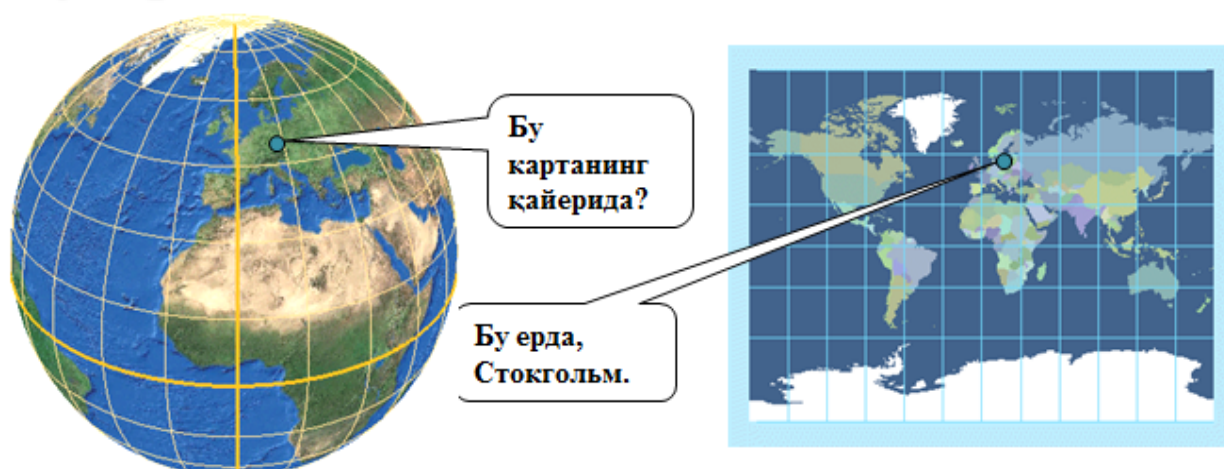 Бу
картанинг
қайерида?
Бу ерда,
Стокгольм.